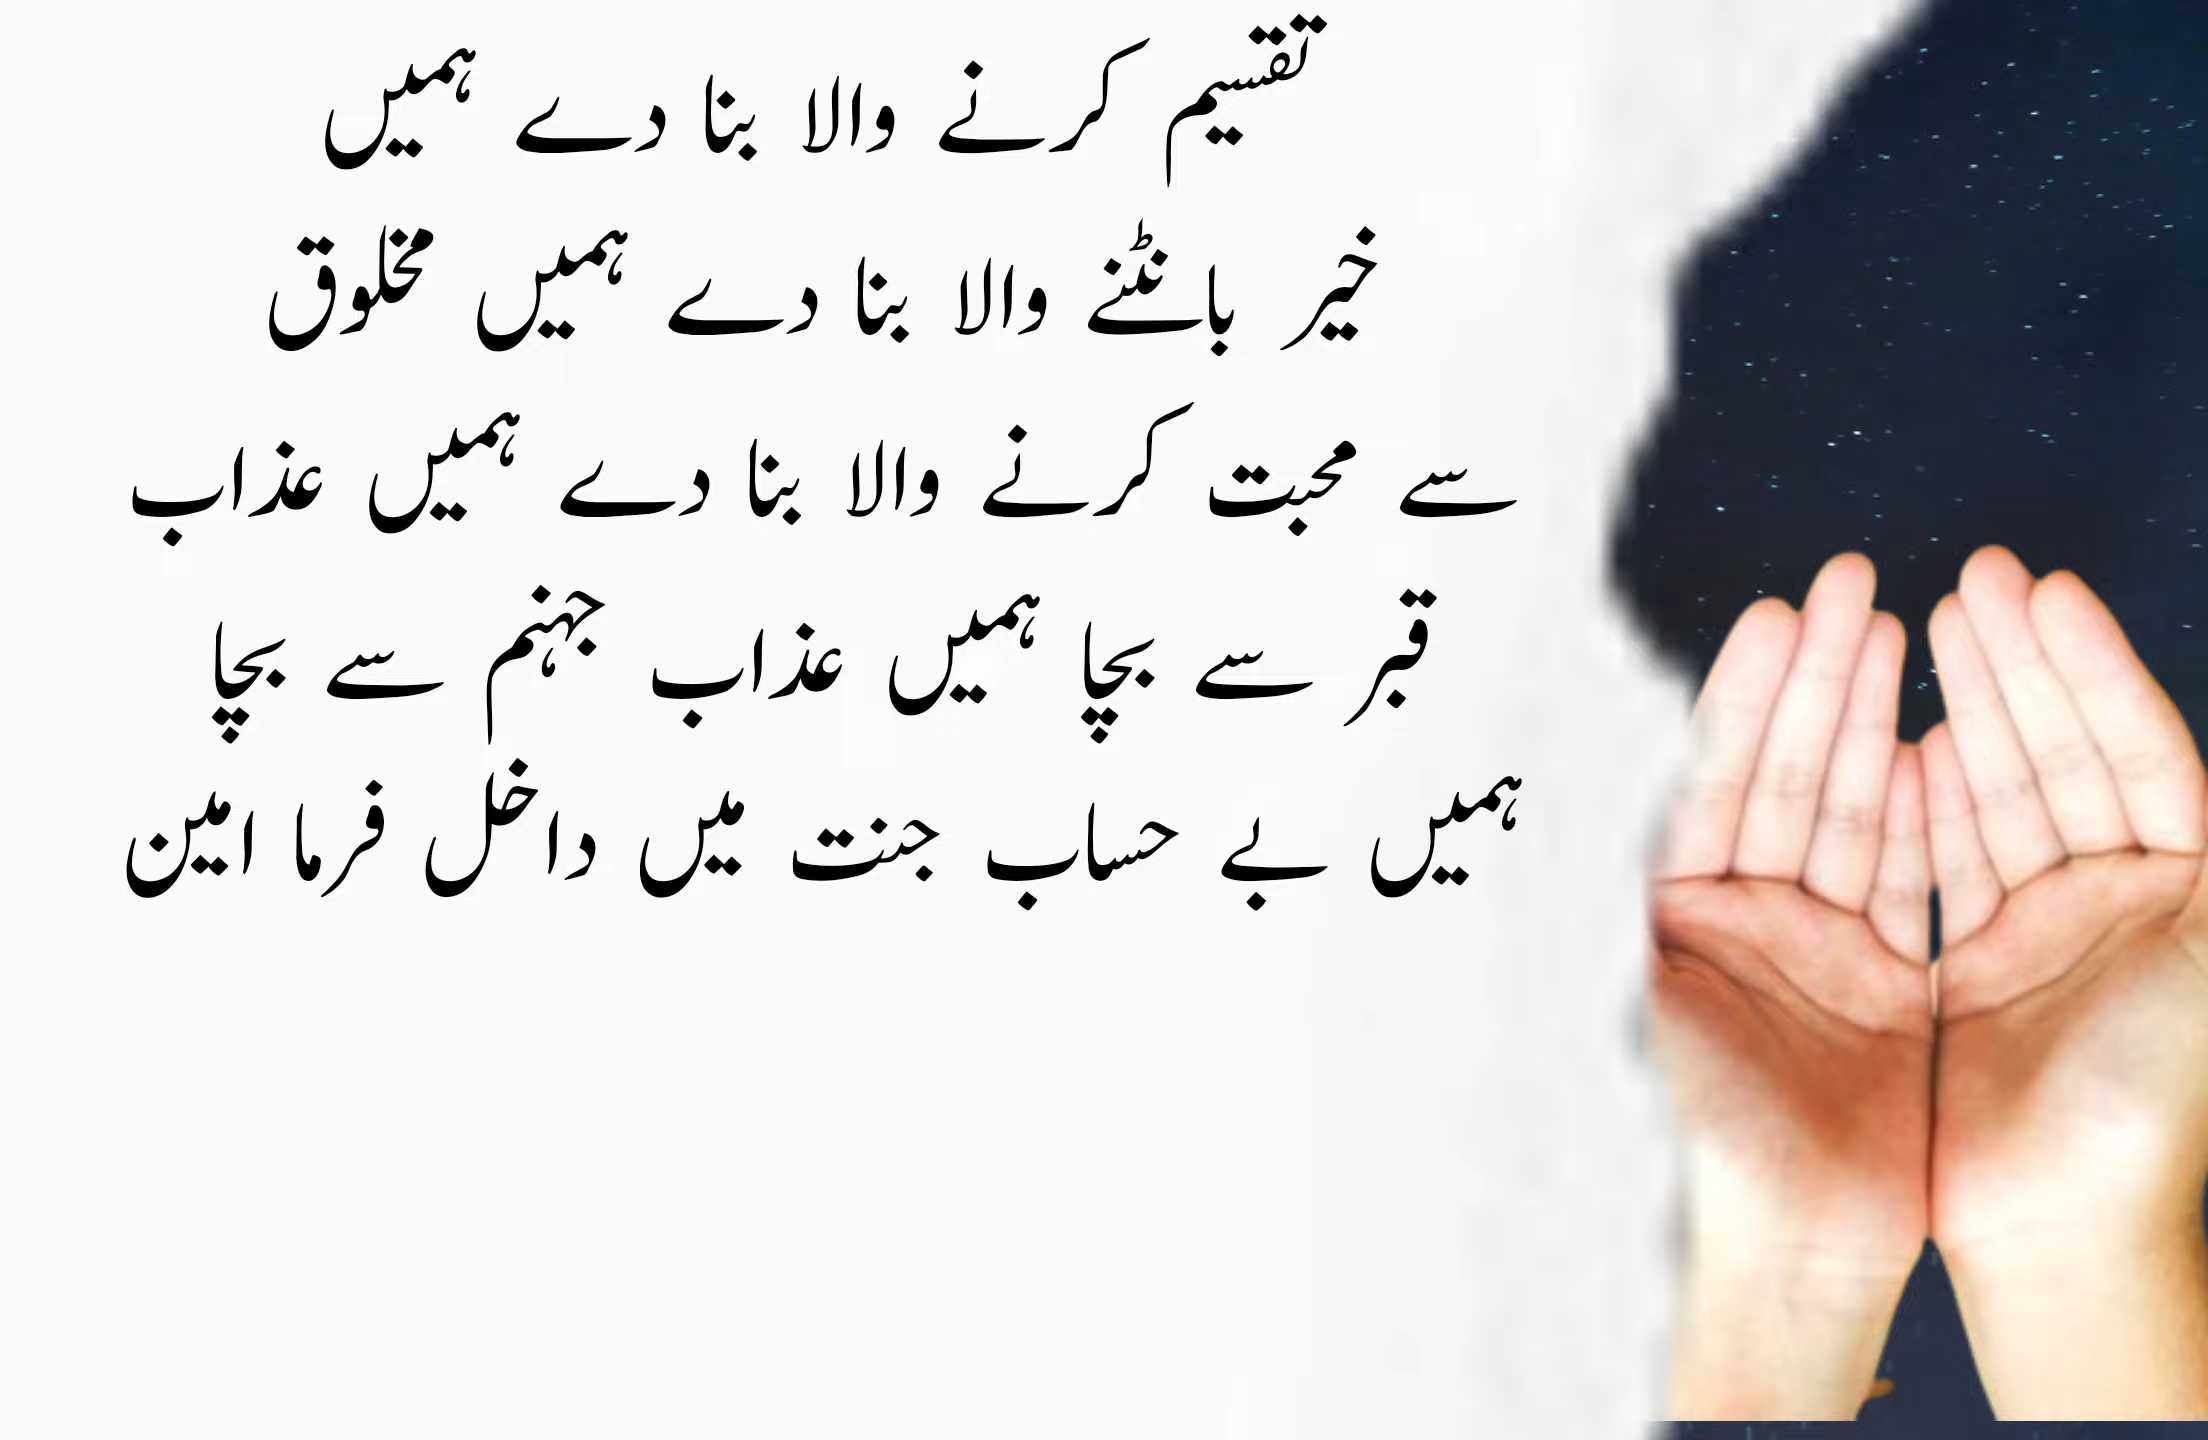 تقسیم کرنے والا بنا دے ہمیں
خیر بانٹنے والا بنا دے ہمیں مخلوق
سے محبت کرنے والا بنا دے ہمیں عذاب
قبر سے بچا ہمیں عذاب جہنم سے بچا
ہمیں بے حساب جنت میں داخل فرما امین